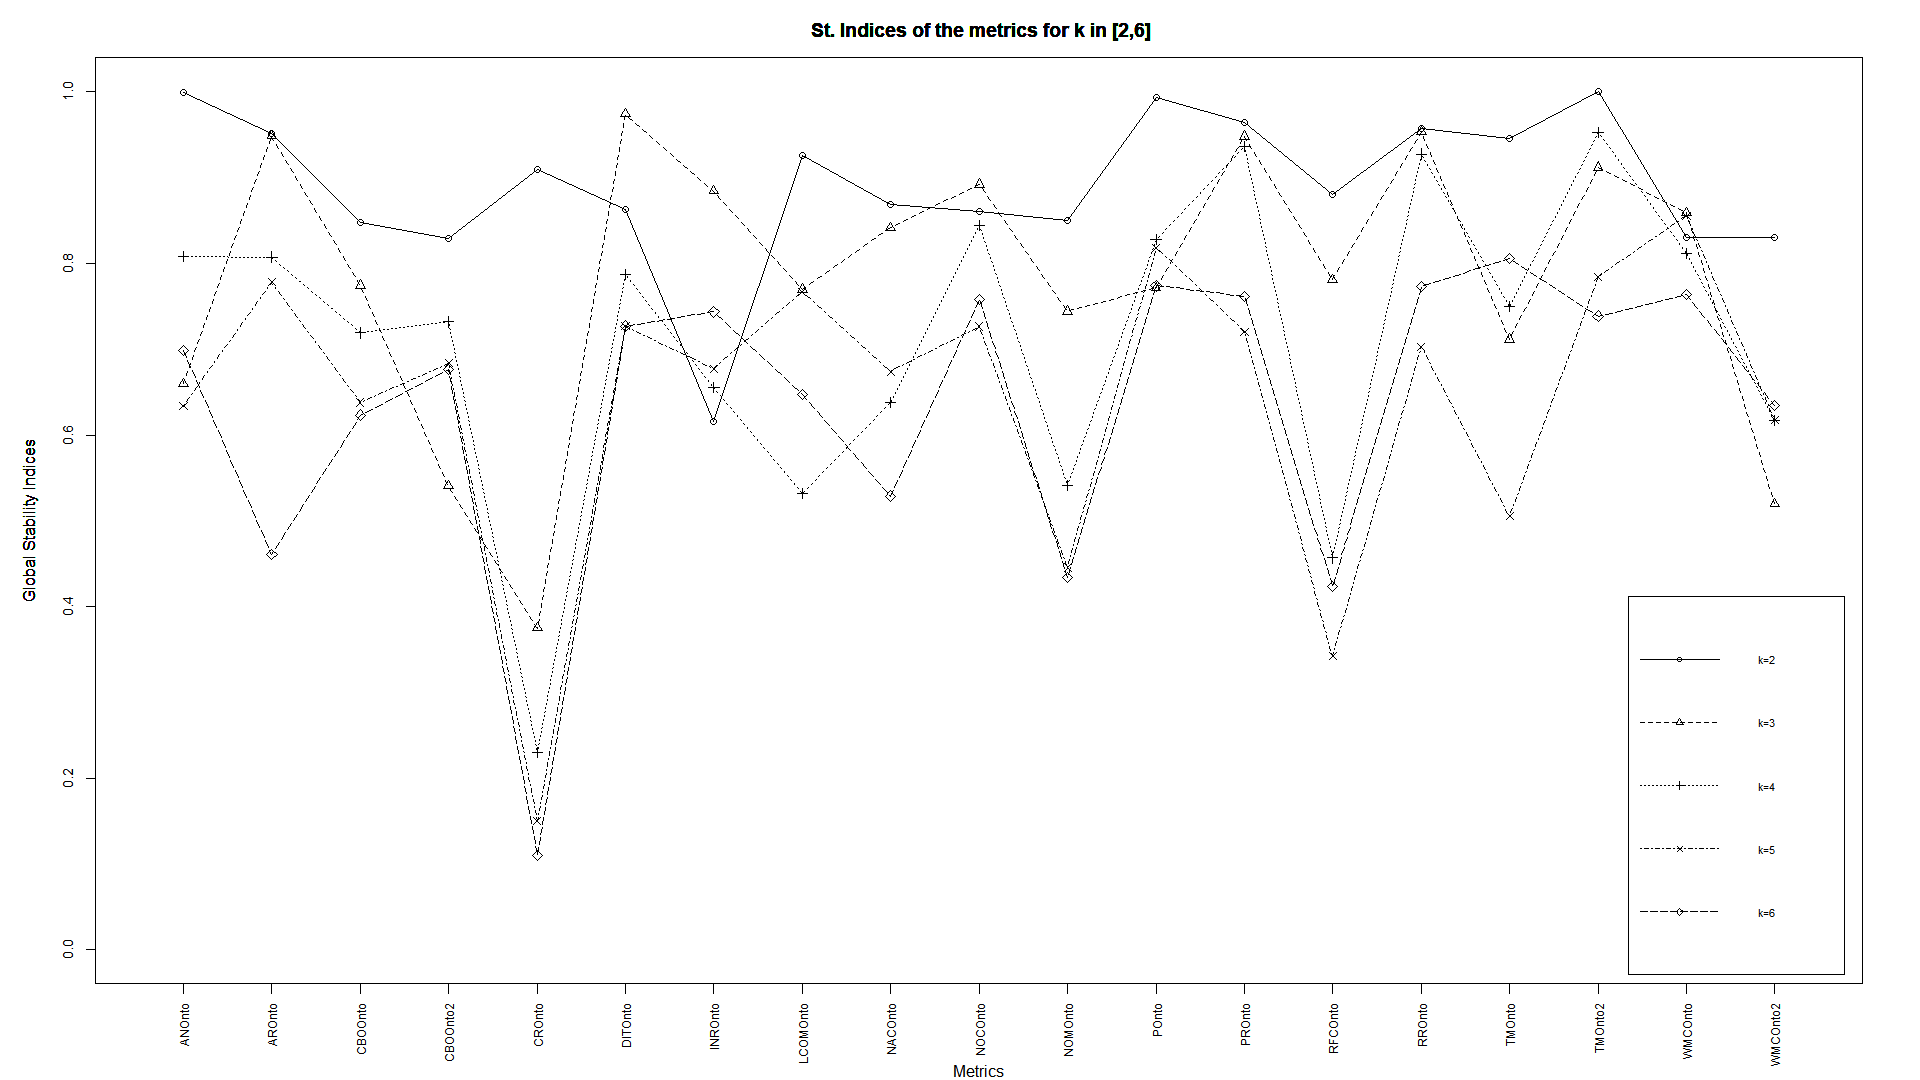 St. Indices of the metrics for k in [2,6]
Global Stability Indices
1.0
0.8
0.6
0.4
0.2
0.0
k=2
k=3
k=4
k=5
k=6
ANOnto
AROnto
CBOOnto
CBOOnto2
CROnto
DITOnto
INROnto
LCOMOnto
NACOnto
NOCOnto
NOMOnto
POnto
PROnto
RFCOnto
RROnto
TMOnto
TMOnto2
WMCOnto
WMCOnto2
Metrics